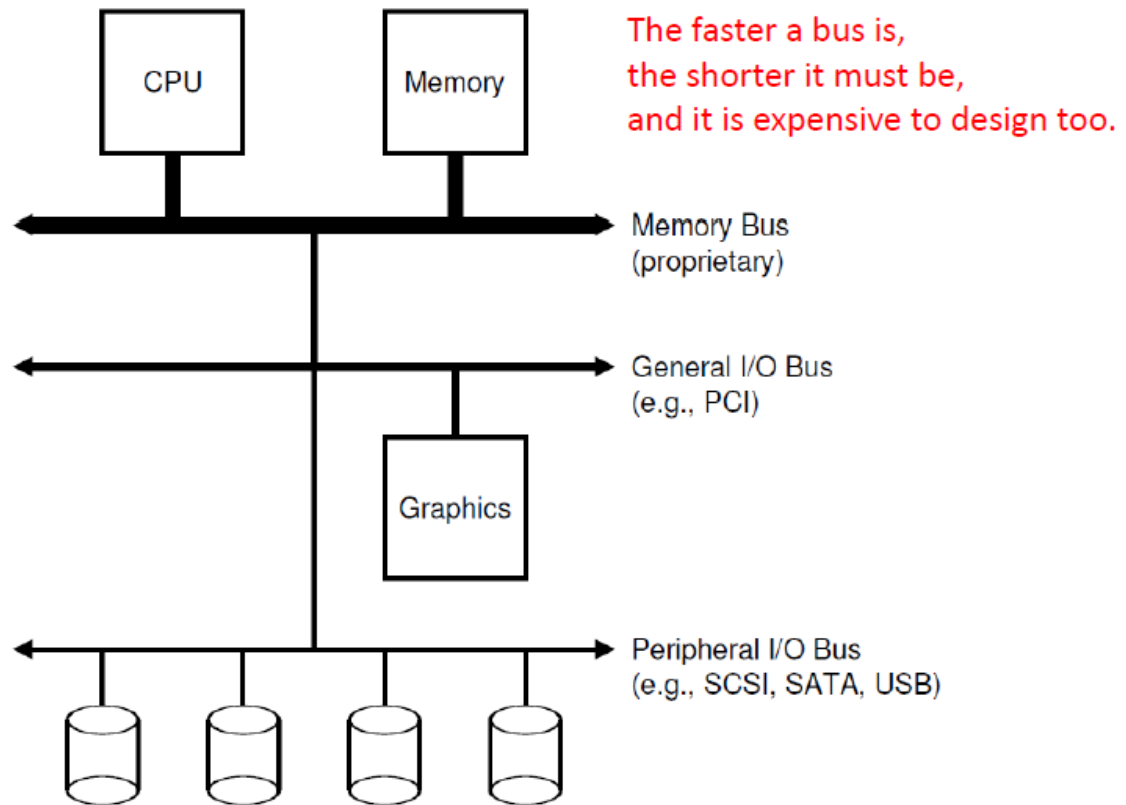 CPU
Memory
The faster a bus is,
the shorter it must be,
and it is expensive to design too.
Memory Bus
(proprietary)
General I/O Bus
(e.g., PCI)
Graphics
Peripheral I/O Bus
(e.g., SCSI, SATA, USB)